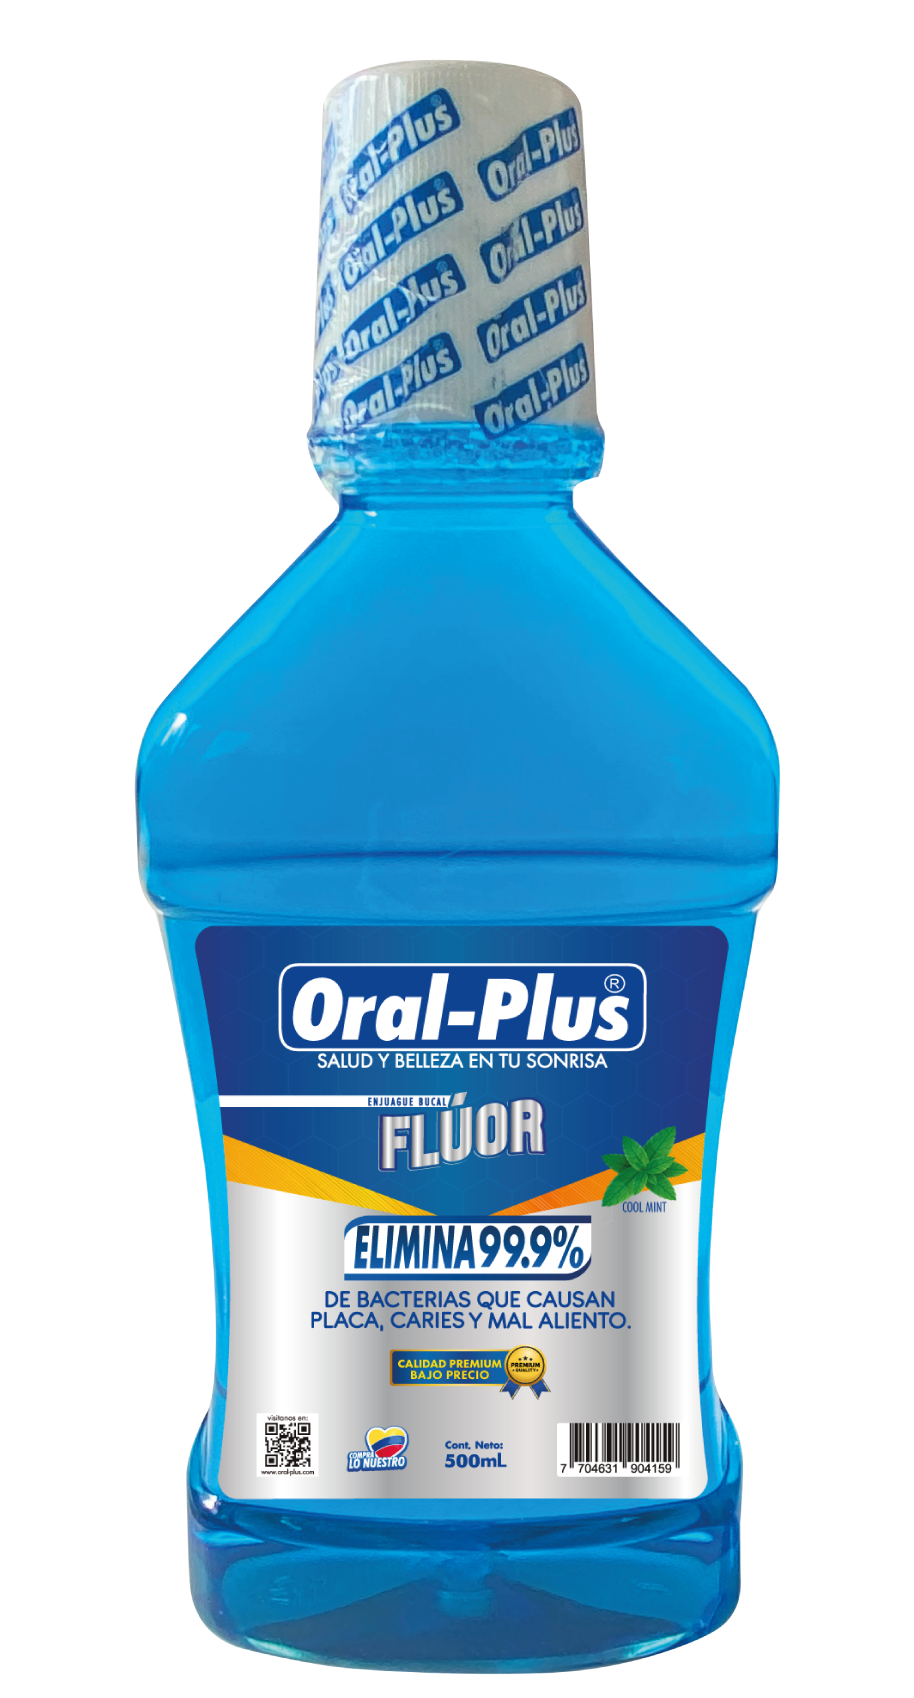 Oral-Plus
Oral-Plus
Oral-Plus
Oral-Plus
Oral-Plus
Oral-Plus
Oral-Plus
Oral-Plus
Oral-Plus®
SALUD Y BELLEZA EN TU SONRISA
ENJUAGUE BUCAL
FLÚOR
COOL MINT
ELIMINA 99.9%
DE BACTERIAS QUE CAUSAN
PLACA, CARIES Y MAL ALIENTO.
CALIDAD PREMIUM
BAJO PRECIO
PREMIUM
QUALITY
visítanos en:
www.oral-plus.com
COMPRA
LO NUESTRO
Cont. Neto:
500mL
7 704631 904159